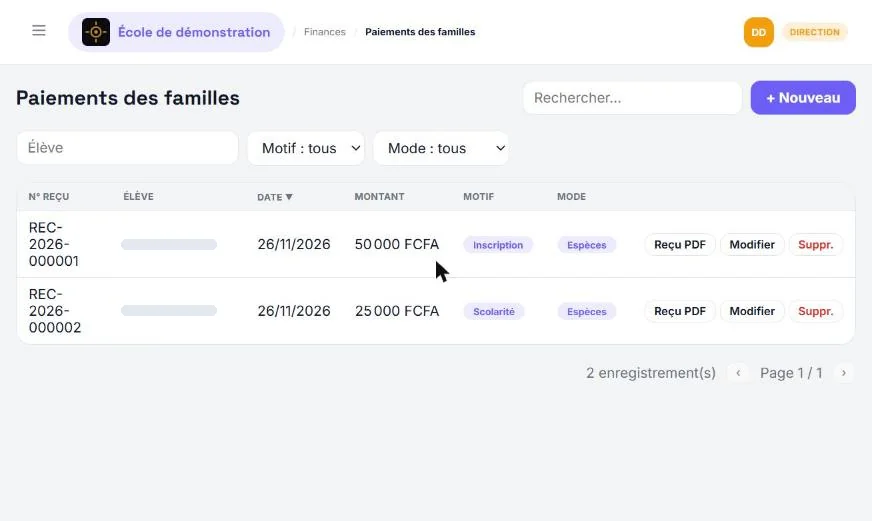 École de démonstration / Finances / Paiements des familles
DD DIRECTION
Paiements des familles
Rechercher...
+ Nouveau
Élève
Motif : tous
Mode : tous
N° REÇU ÉLÈVE DATE ▼ MONTANT MOTIF MODE
REC-
2026-
000001
26/11/2026 50 000 FCFA Inscription Espèces Reçu PDF Modifier Suppr.
REC-
2026-
000002
26/11/2026 25 000 FCFA Scolarité Espèces Reçu PDF Modifier Suppr.
2 enregistrement(s) ‹ Page 1 / 1 ›